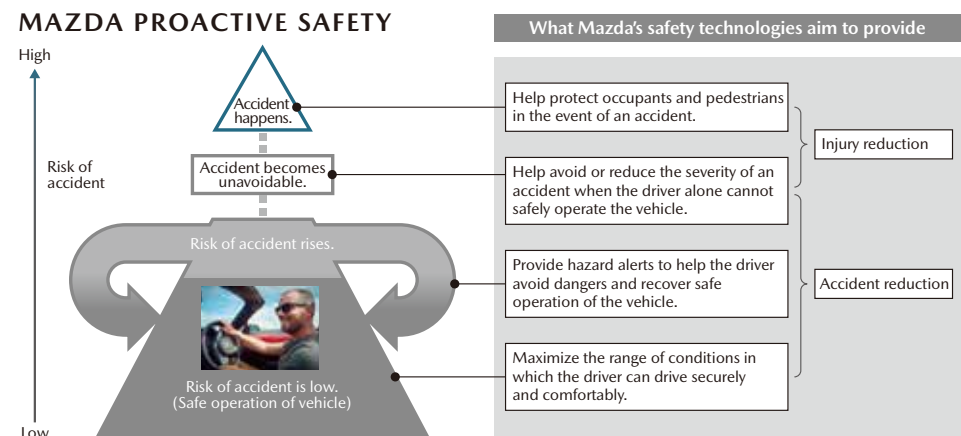 MAZDA PROACTIVE SAFETY
What Mazda's safety technologies aim to provide
High
Risk of
accident
Low
Accident
happens.
Accident becomes
unavoidable.
Risk of accident rises.
Risk of accident is low.
(Safe operation of vehicle)
Help protect occupants and pedestrians
in the event of an accident.
Help avoid or reduce the severity of an
accident when the driver alone cannot
safely operate the vehicle.
Provide hazard alerts to help the driver
avoid dangers and recover safe
operation of the vehicle.
Maximize the range of conditions in
which the driver can drive securely
and comfortably.
Injury reduction
Accident reduction